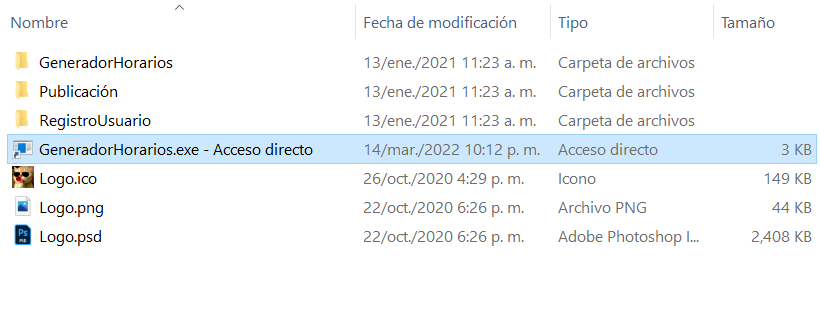 Nombre Fecha de modificación Tipo Tamaño
GeneradorHorarios 13/ene./2021 11:23 a. m. Carpeta de archivos
Publicación 13/ene./2021 11:23 a. m. Carpeta de archivos
RegistroUsuario 13/ene./2021 11:23 a. m. Carpeta de archivos
GeneradorHorarios.exe - Acceso directo 14/mar./2022 10:12 p. m. Acceso directo 3 KB
Logo.ico 26/oct./2020 4:29 p. m. Icono 149 KB
Logo.png 22/oct./2020 6:26 p. m. Archivo PNG 44 KB
Logo.psd 22/oct./2020 6:26 p. m. Adobe Photoshop I... 2,408 KB